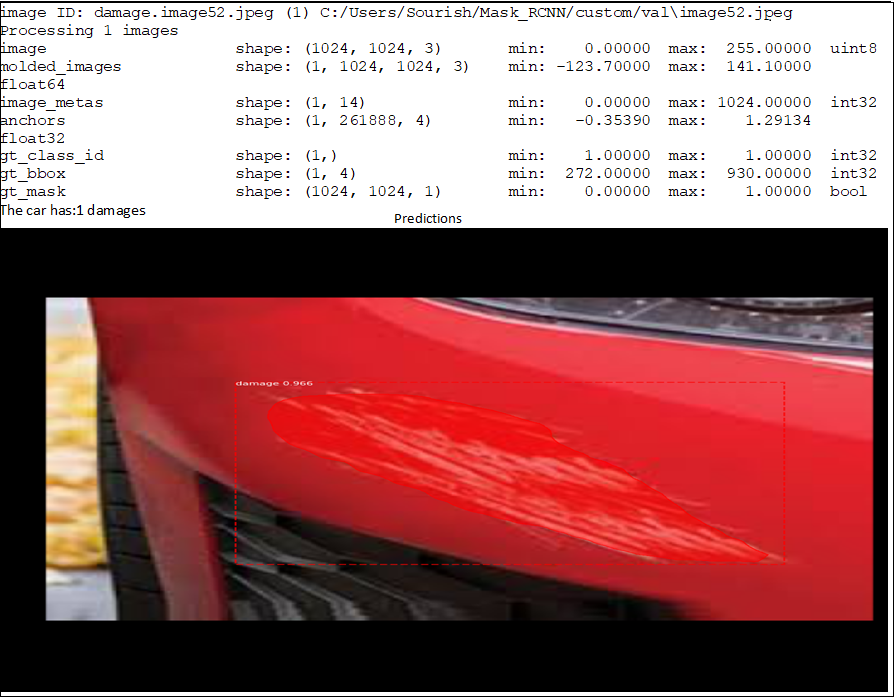 image ID: damage.image52.jpeg (1) C:/Users/Sourish/Mask_RCNN/custom/val\image52.jpeg
Processing 1 images
image shape: (1024, 1024, 3) min: 0.00000 max: 255.00000 uint8
molded_images shape: (1, 1024, 1024, 3) min: -123.70000 max: 141.10000
float64
image_metas shape: (1, 14) min: 0.00000 max: 1024.00000 int32
anchors shape: (1, 261888, 4) min: -0.35390 max: 1.29134
float32
gt_class_id shape: (1,) min: 1.00000 max: 1.00000 int32
gt_bbox shape: (1, 4) min: 272.00000 max: 930.00000 int32
gt_mask shape: (1024, 1024, 1) min: 0.00000 max: 1.00000 bool
The car has:1 damages
Predictions
damage 0.966